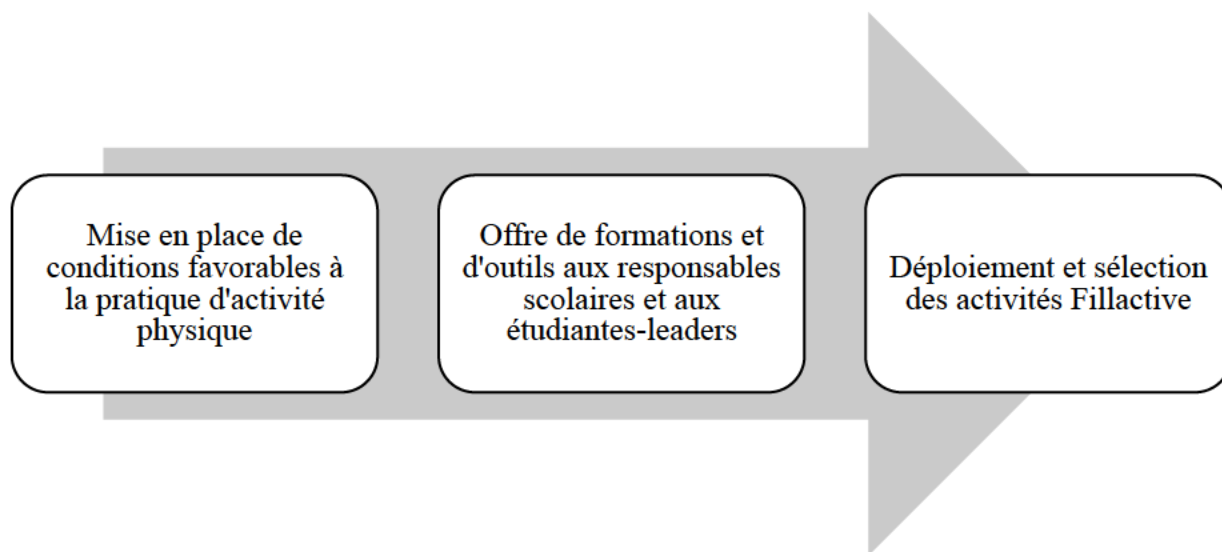 Mise en place de
conditions favorables à
la pratique d'activité
physique
Offre de formations et
d'outils aux responsables
scolaires et aux
étudiantes-leaders
Déploiement et sélection
des activités Fillactive